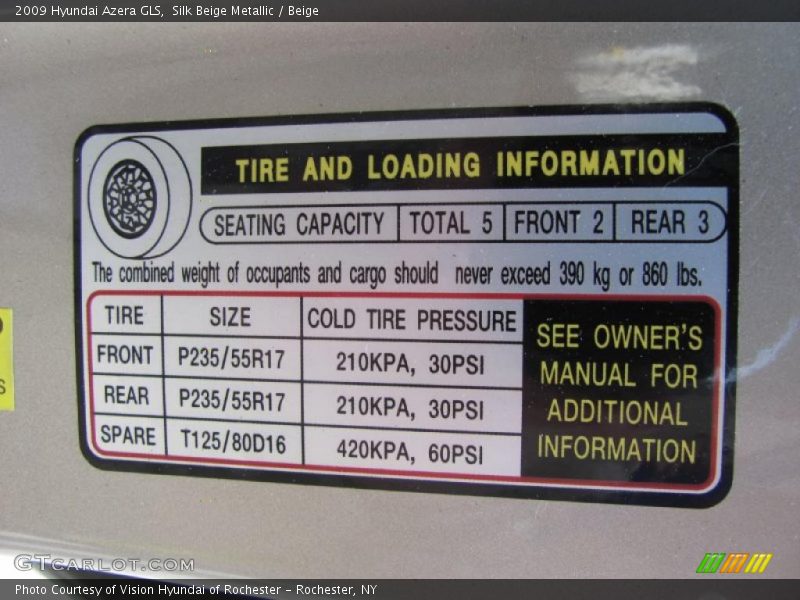 2009 Hyundai Azera GLS,  Silk Beige Metallic / Beige
TIRE AND LOADING INFORMATION
SEATING CAPACITY TOTAL 5 FRONT 2 REAR 3
The combined weight of occupants and cargo should never exceed 390 kg or 860 lbs.
TIRE SIZE COLD TIRE PRESSURE
FRONT P235/55R17 210KPA, 30PSI
REAR P235/55R17 210KPA, 30PSI
SPARE T125/80D16 420KPA, 60PSI
SEE OWNER'S
MANUAL FOR
ADDITIONAL
INFORMATION
S
GTCARLOT.COM
Photo Courtesy of Vision Hyundai of Rochester – Rochester, NY